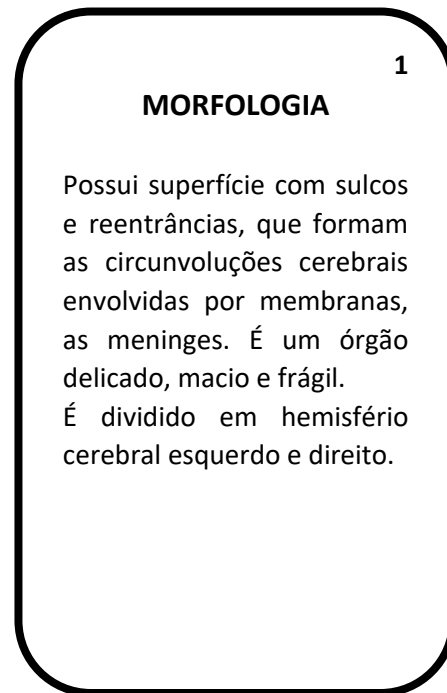 1
MORFOLOGIA
Possui superfície com sulcos
e reentrâncias, que formam
as circunvoluções cerebrais
envolvidas por membranas,
as meninges. É um órgão
delicado, macio e frágil.
É dividido em hemisfério
cerebral esquerdo e direito.